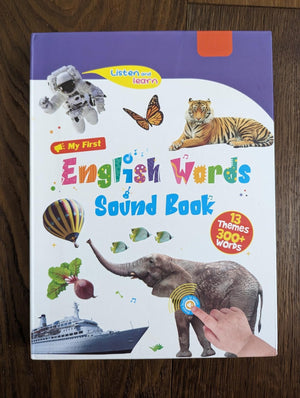 Listen and
learn
My First
English Words
Sound Book
13
Themes
300+
Words